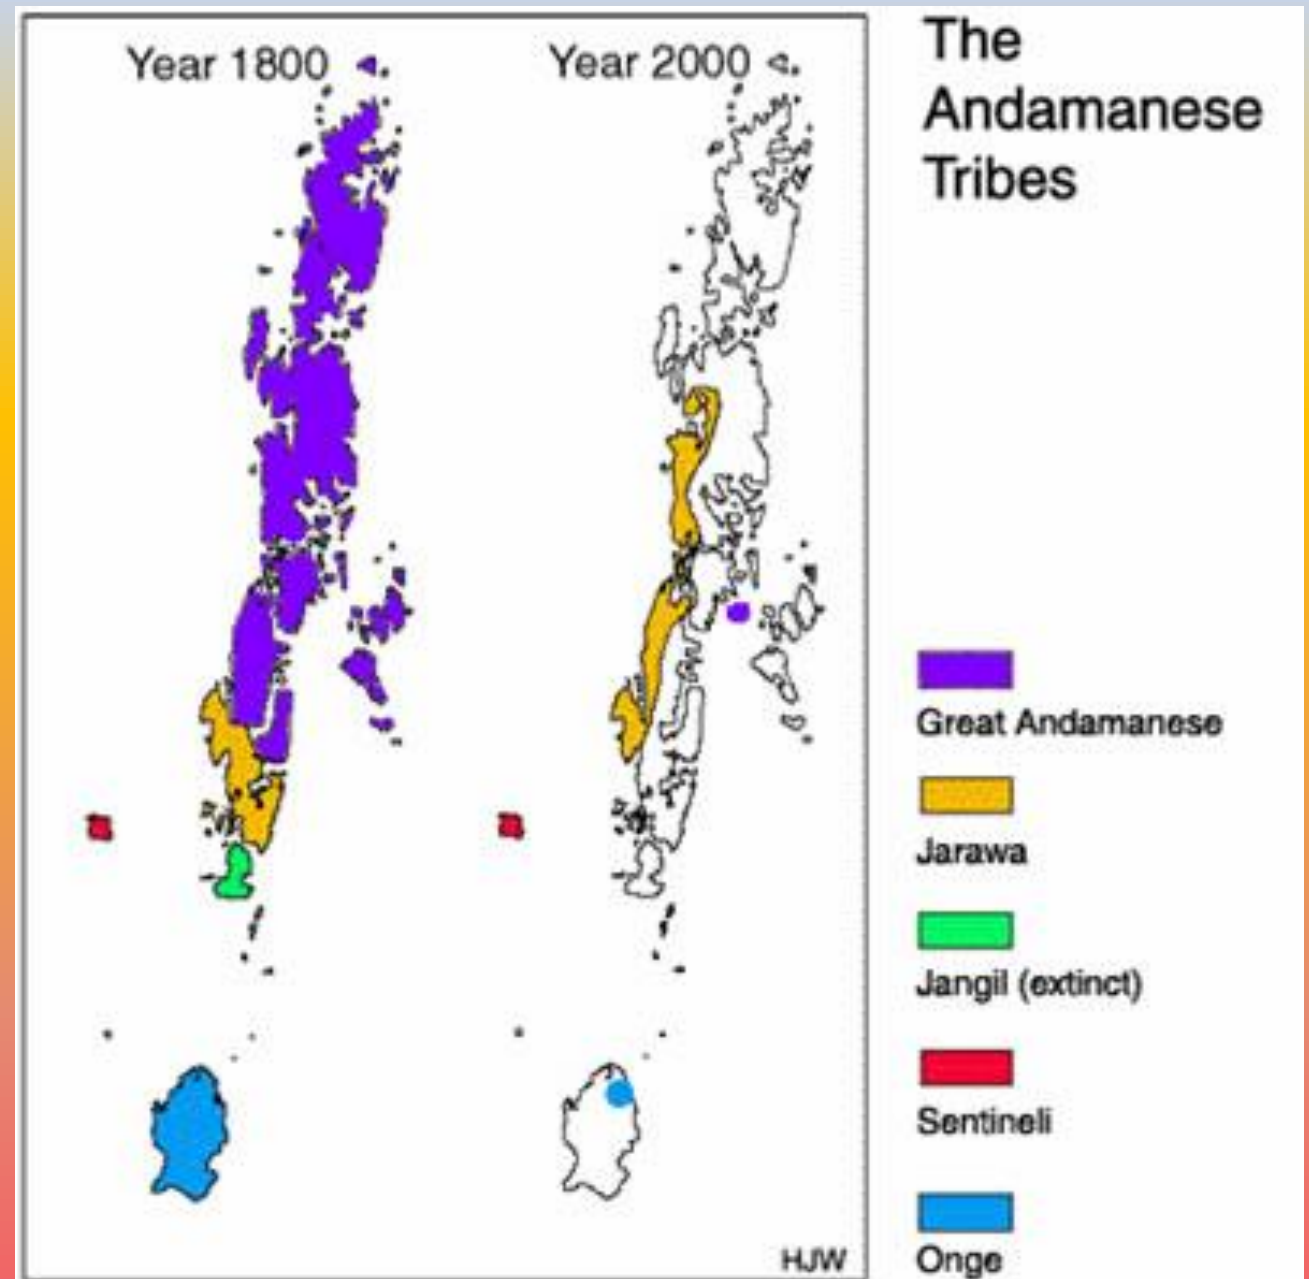 Year 1800
Year 2000
The
Andamanese
Tribes
Great Andamanese
Jarawa
Jangil (extinct)
Sentineli
Onge
HJW